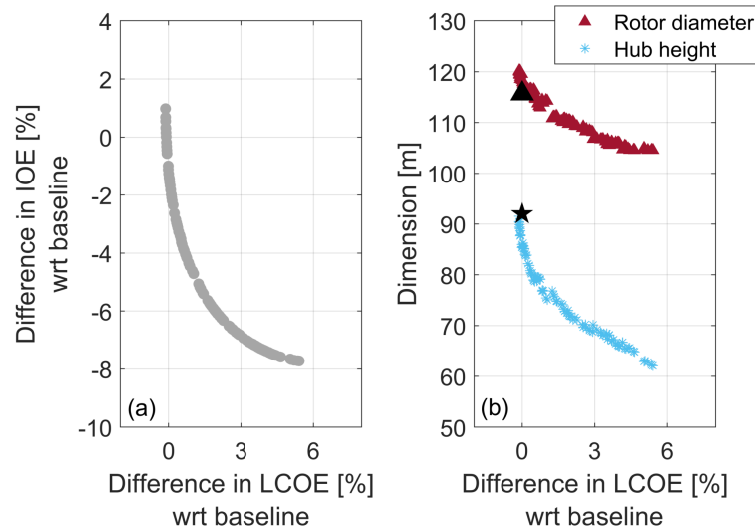 4
2
0
-2
-4
-6
-8
-10
Difference in IOE [%]
wrt baseline
(a)
0
3
6
Difference in LCOE [%]
wrt baseline
Rotor diameter
Hub height
130
120
110
100
90
80
70
60
50
Dimension [m]
(b)
0
3
6
Difference in LCOE [%]
wrt baseline